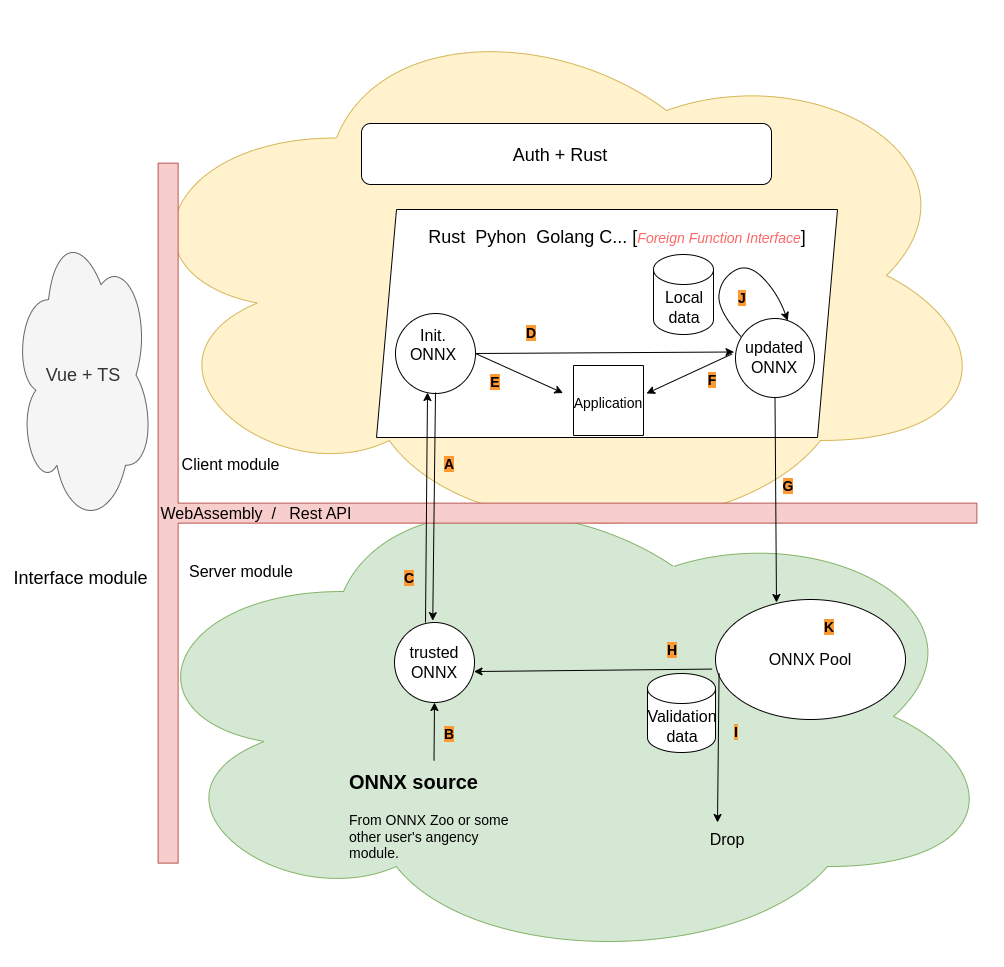 Auth + Rust
Rust Pyhon Golang C... [Foreign Function Interface]
Local
data
J
Init.
ONNX
D
updated
ONNX
E
F
Application
Vue + TS
Client module
A
G
WebAssembly / Rest API
Interface module
Server module
C
K
ONNX Pool
trusted
ONNX
H
Validation
data
B
I
ONNX source
From ONNX Zoo or some
other user's angency
module.
Drop